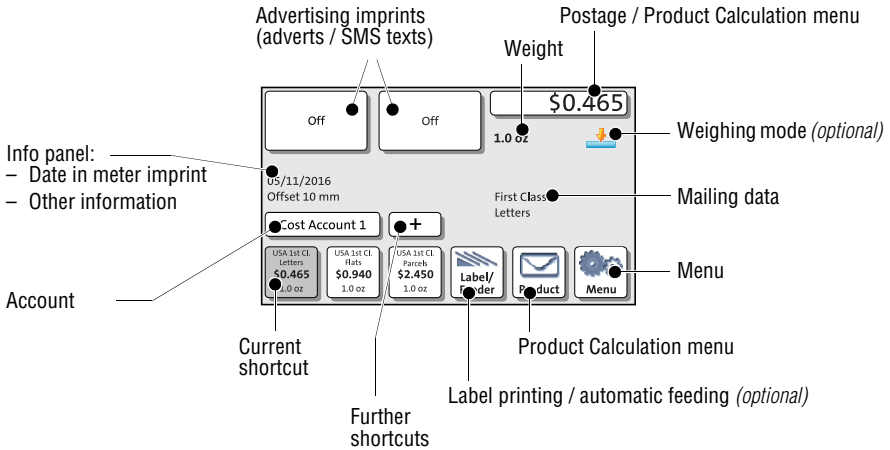 Advertising imprints
(adverts / SMS texts)
Postage / Product Calculation menu
Weight
Off
Off
$0.465
1.0 oz
Weighing mode (optional)
Info panel:
– Date in meter imprint
– Other information
05/11/2016
Offset 10 mm
First Class
Letters
Mailing data
Cost Account 1
+
USA 1st Cl.
Letters
$0.465
1.0 oz
USA 1st Cl.
Flats
$0.940
1.0 oz
USA 1st Cl.
Parcels
$2.450
1.0 oz
Label/
Feeder
Product
Menu
Menu
Account
Current
shortcut
Product Calculation menu
Label printing / automatic feeding (optional)
Further
shortcuts